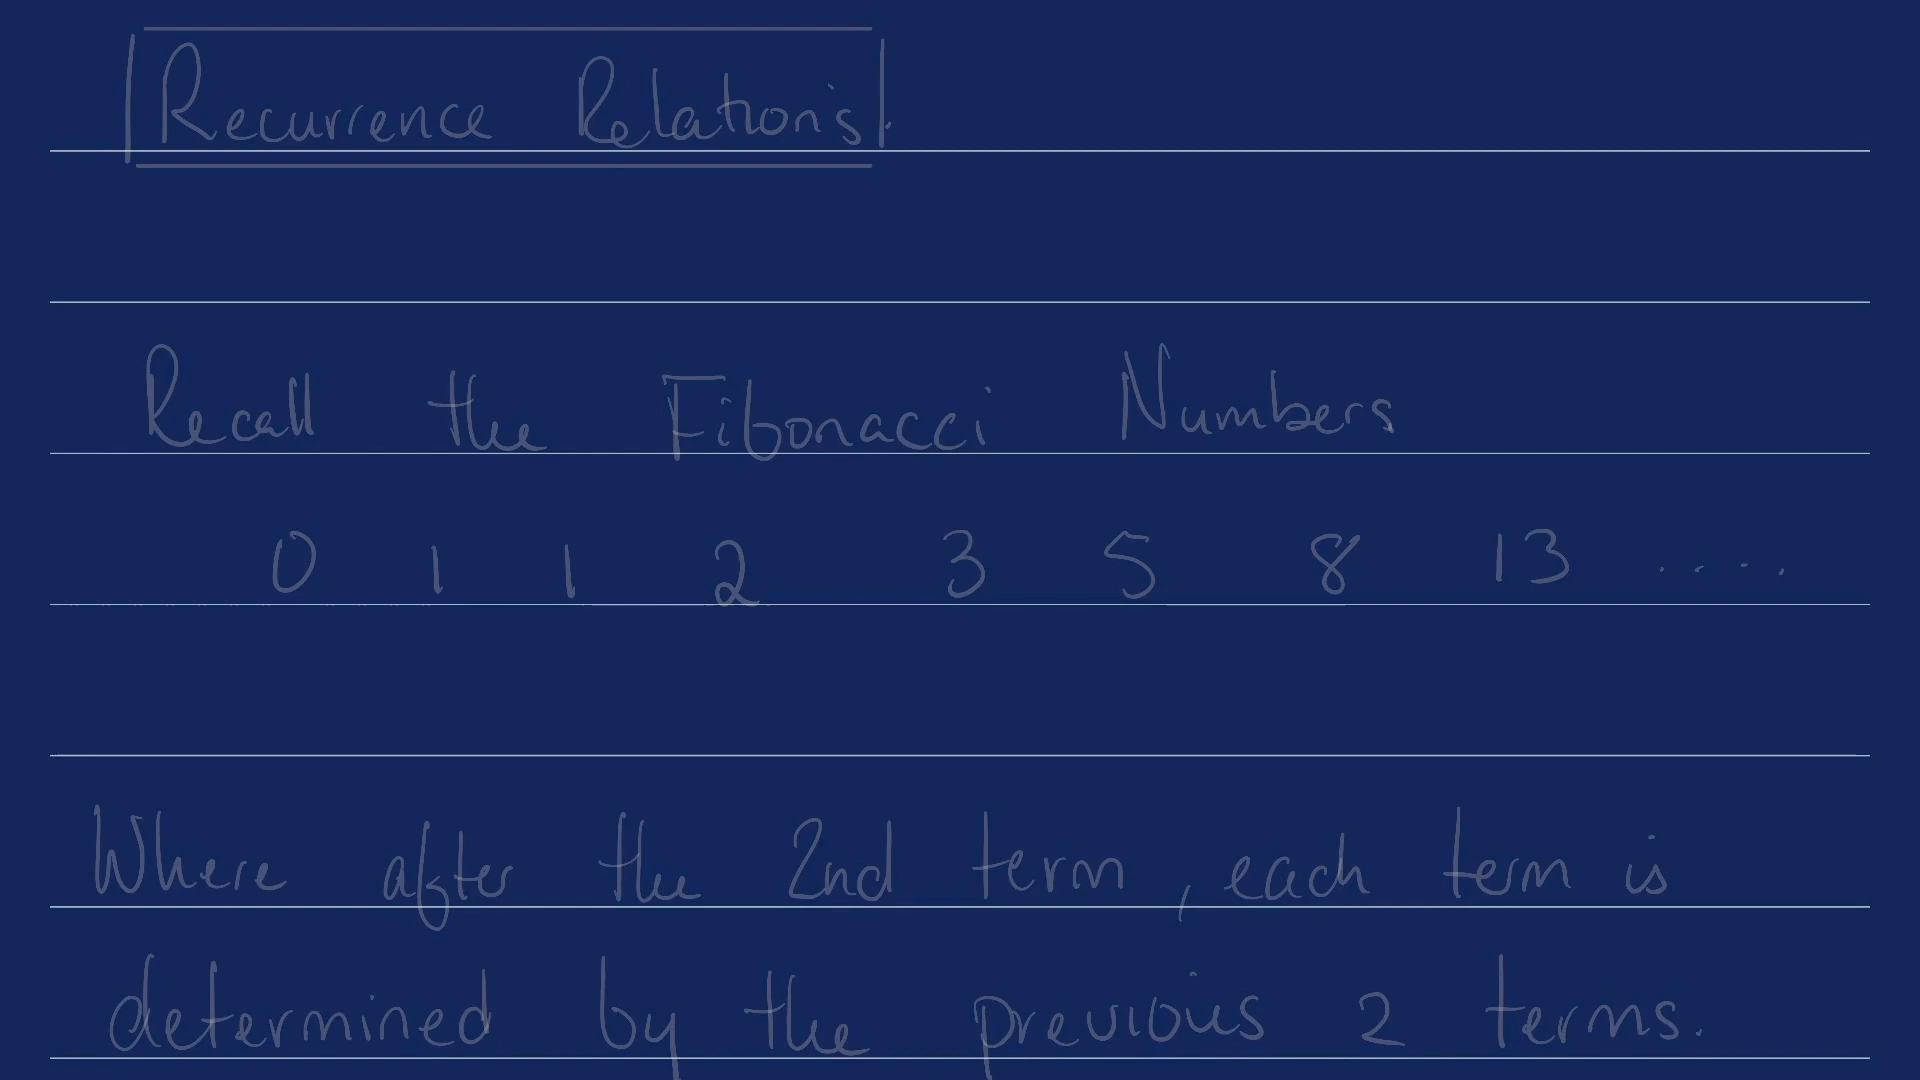 Recurrence Relations.
Recall the Fibonacci Numbers
0 1 1 2 3 5 8 13 .....
Where after the 2nd term, each term is
determined by the previous 2 terms.